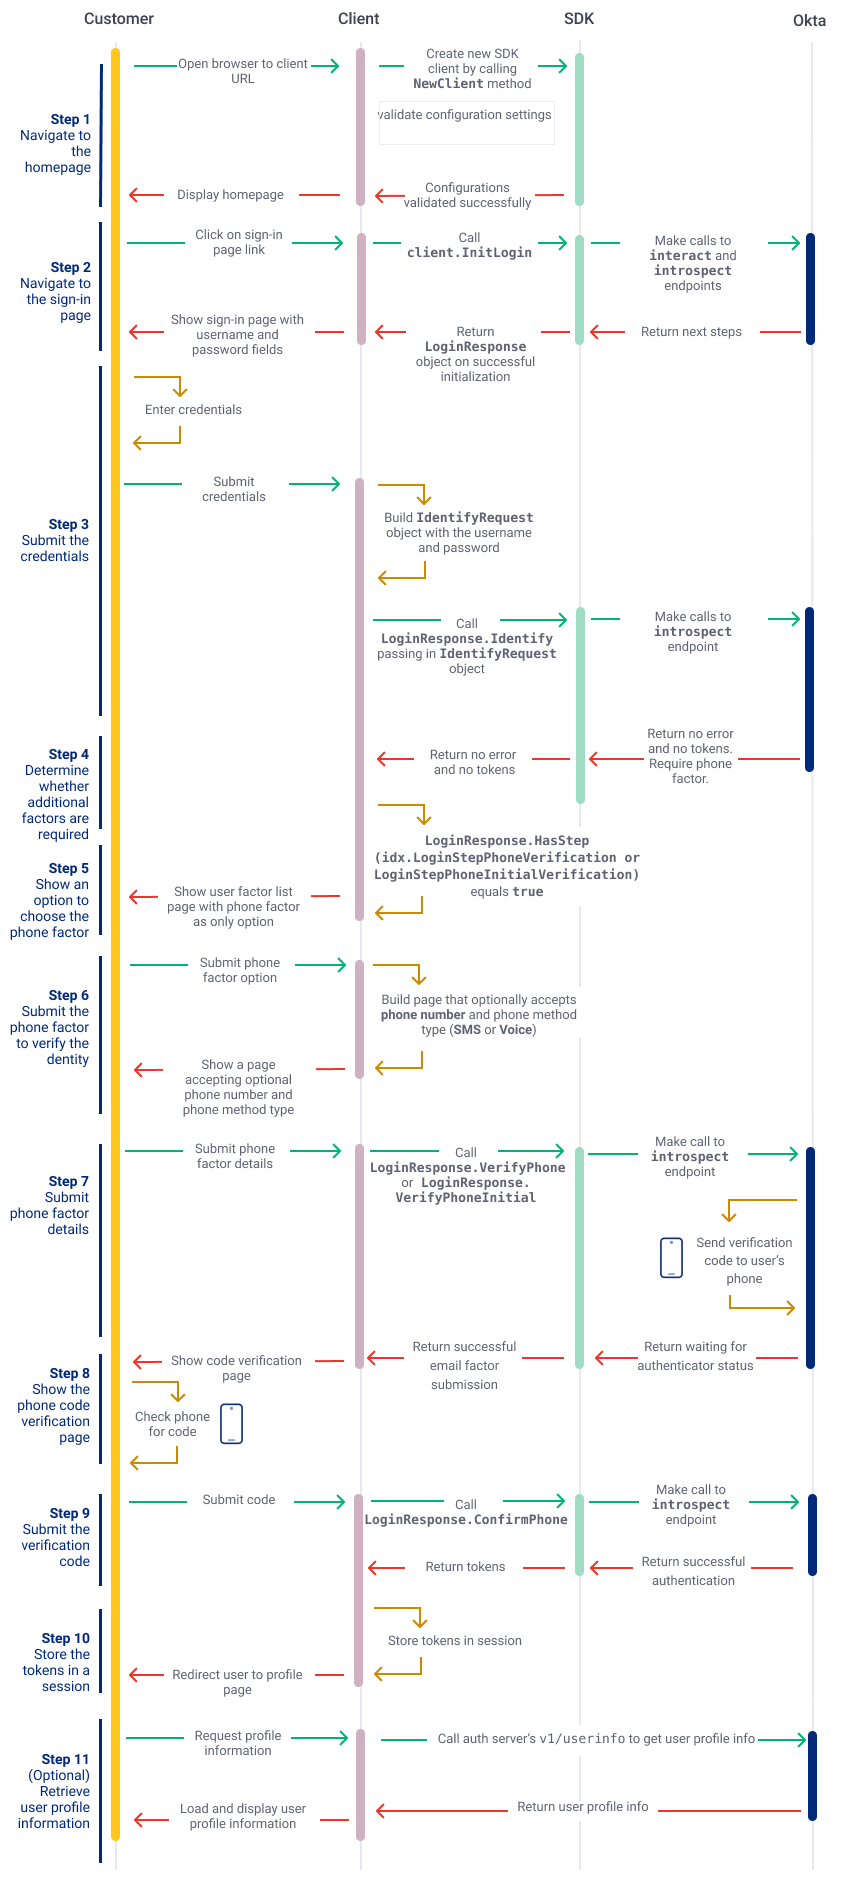 Customer
Client
SDK
Okta
Step 1
Navigate to
the
homepage
Open browser to client
URL
Create new SDK
client by calling
NewClient method
validate configuration settings
Configurations
validated successfully
Display homepage
Step 2
Navigate to
the sign-in
page
Click on sign-in
page link
Call
client.InitLogin
Make calls to
interact and
introspect
endpoints
Return next steps
Return
LoginResponse
object on successful
initialization
Show sign-in page with
username and
password fields
Step 3
Submit the
credentials
Enter credentials
Submit
credentials
Build IdentifyRequest
object with the username
and password
Call
LoginResponse.Identify
passing in IdentifyRequest
object
Make calls to
introspect
endpoint
Step 4
Determine
whether
additional
factors are
required
Return no error
and no tokens.
Require phone
factor.
Return no error
and no tokens
LoginResponse.HasStep
(idx.LoginStepPhoneVerification or
LoginStepPhoneInitialVerification)
equals true
Step 5
Show an
option to
choose the
phone factor
Show user factor list
page with phone factor
as only option
Step 6
Submit the
phone factor
to verify the
dentity
Submit phone
factor option
Build page that optionally accepts
phone number and phone method
type (SMS or Voice)
Show a page
accepting optional
phone number and
phone method type
Step 7
Submit
phone factor
details
Submit phone
factor details
Call
LoginResponse.VerifyPhone
or LoginResponse.
VerifyPhoneInitial
Make call to
introspect
endpoint
Send verification
code to user's
phone
Return waiting for
authenticator status
Return successful
email factor
submission
Step 8
Show the
phone code
verification
page
Show code verification
page
Check phone
for code
Step 9
Submit the
verification
code
Submit code
Call
LoginResponse.ConfirmPhone
Make call to
introspect
endpoint
Return successful
authentication
Return tokens
Step 10
Store the
tokens in a
session
Store tokens in session
Redirect user to profile
page
Step 11
(Optional)
Retrieve
user profile
information
Request profile
information
Call auth server's v1/userinfo to get user profile info
Return user profile info
Load and display user
profile information